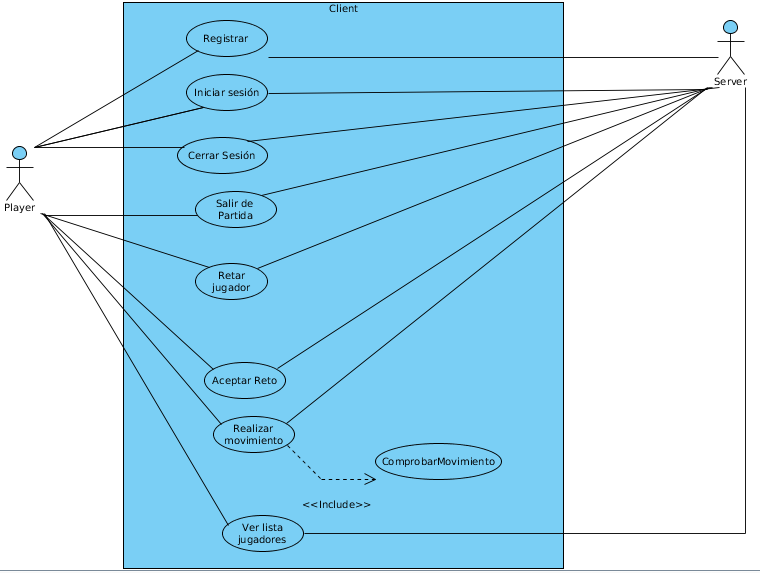 Client
Registrar
Server
Iniciar sesión
Cerrar Sesión
Player
Salir de
Partida
Retar
jugador
Aceptar Reto
Realizar
movimiento
ComprobarMovimiento
<<Include>>
Ver lista
jugadores